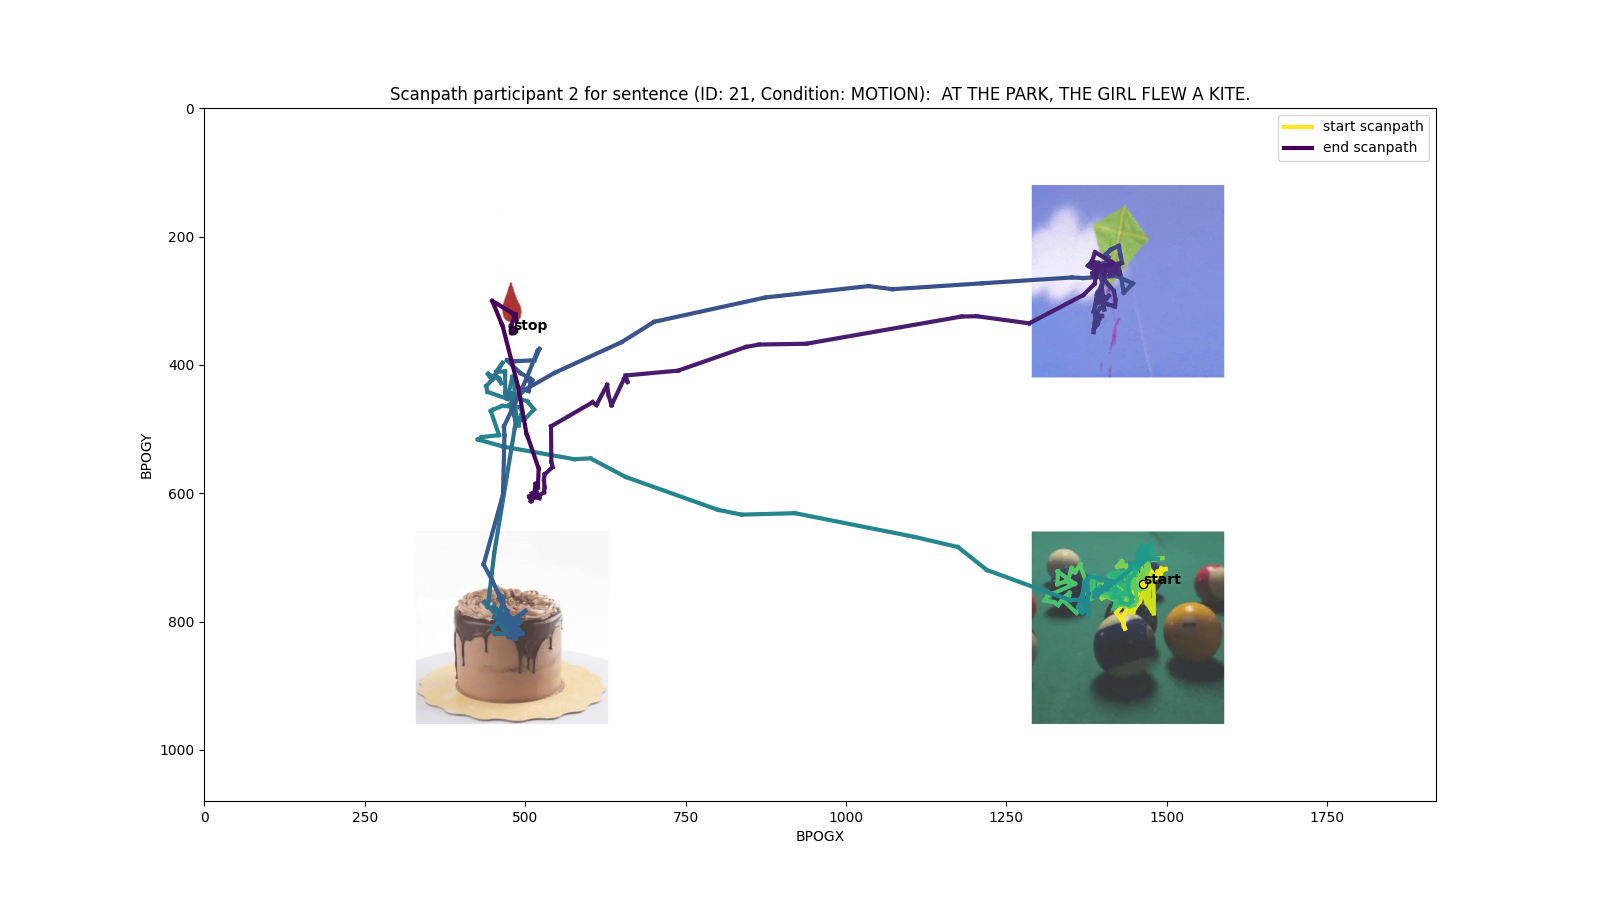 Scanpath participant 2 for sentence (ID: 21, Condition: MOTION):  AT THE PARK, THE GIRL FLEW A KITE.
start scanpath
end scanpath
0
200
400
600
800
1000
BPOGY
stop
start
0 250 500 750 1000 1250 1500 1750
BPOGX